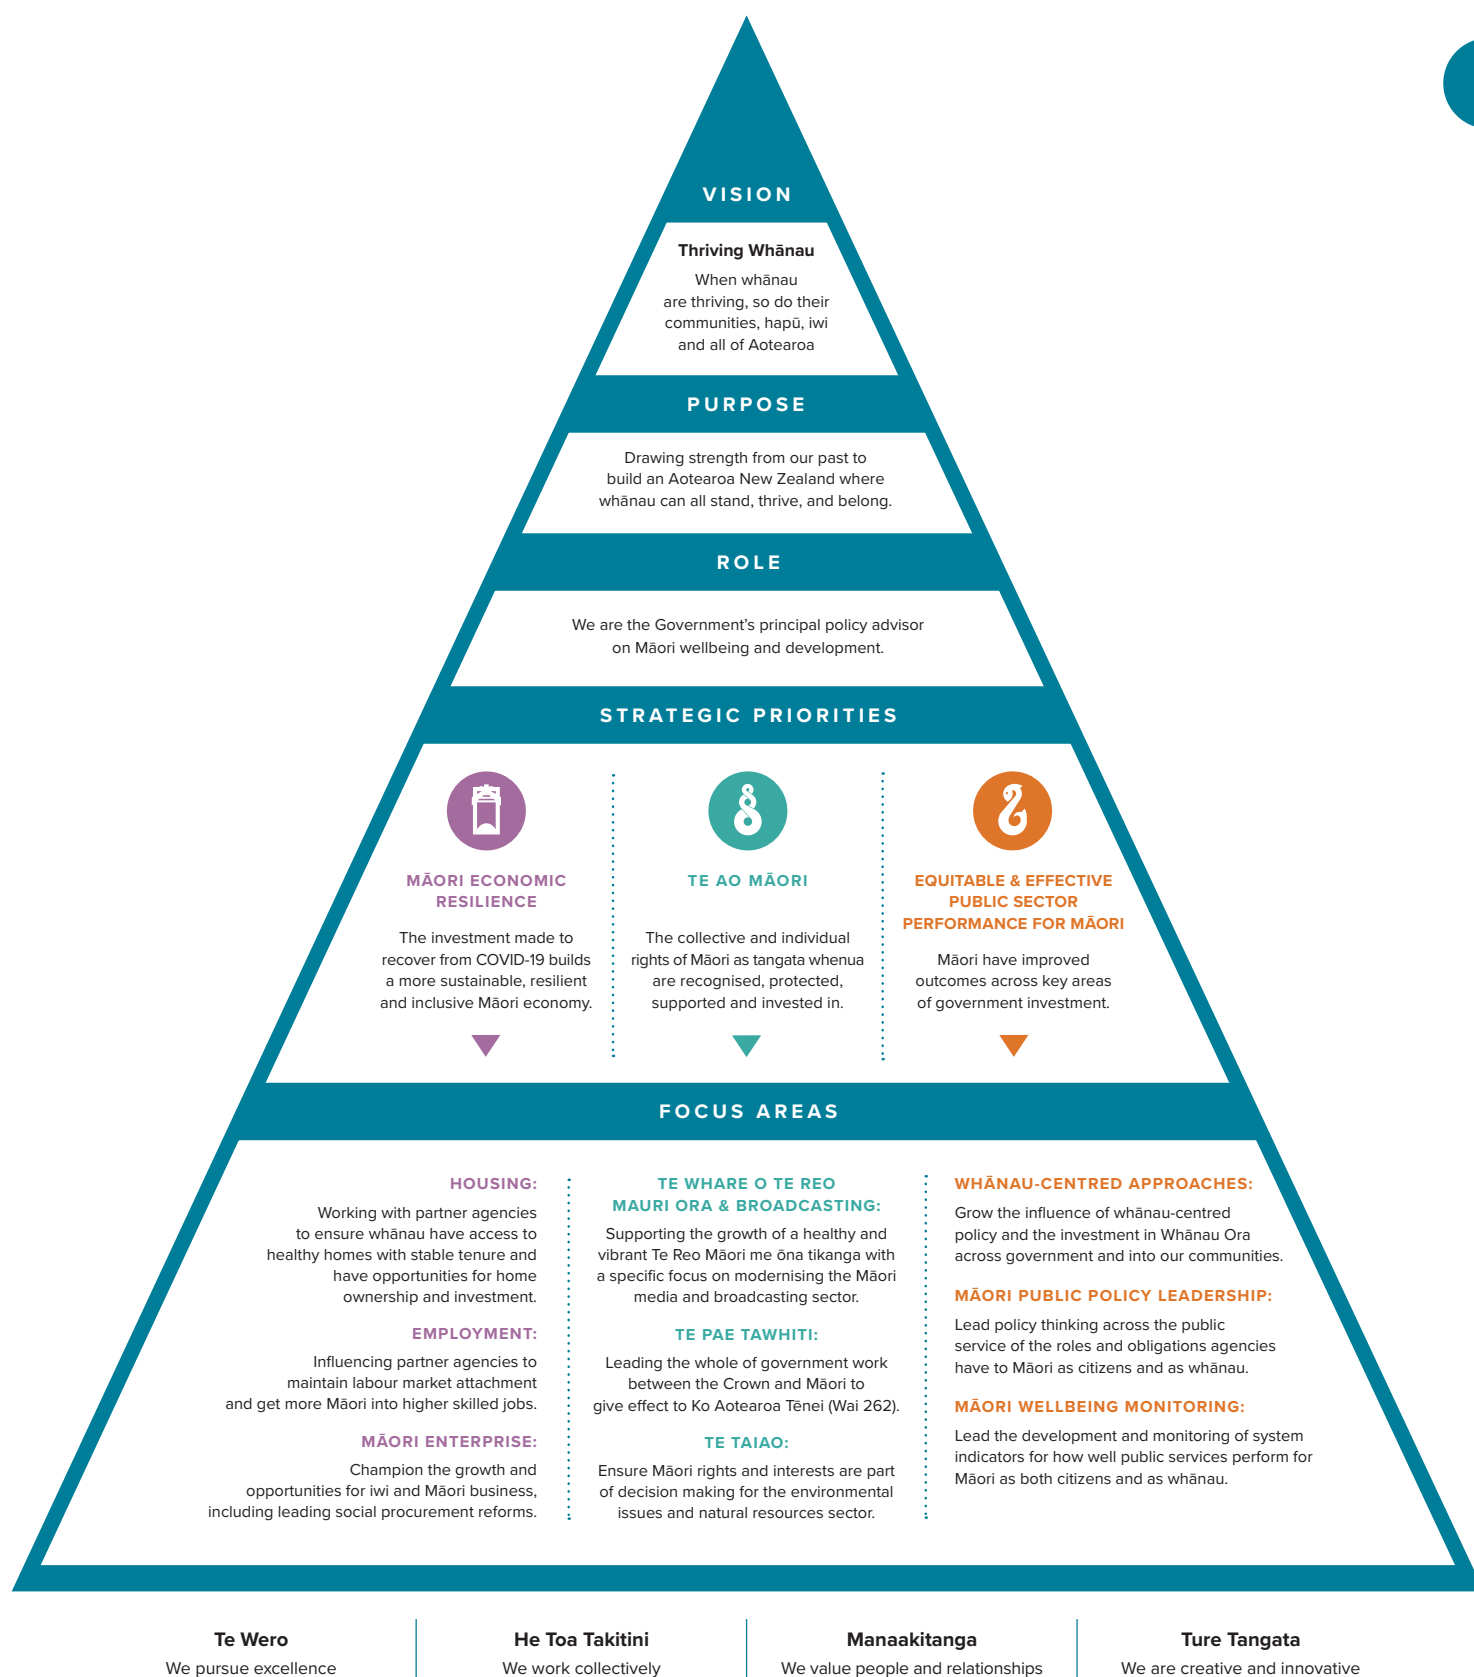 VISION
Thriving Whānau
When whānau
are thriving, so do their
communities, hapū, iwi
and all of Aotearoa
PURPOSE
Drawing strength from our past to
build an Aotearoa New Zealand where
whānau can all stand, thrive, and belong.
ROLE
We are the Government’s principal policy advisor
on Māori wellbeing and development.
STRATEGIC PRIORITIES
MĀORI ECONOMIC
RESILIENCE
The investment made to
recover from COVID-19 builds
a more sustainable, resilient
and inclusive Māori economy.
TE AO MĀORI
The collective and individual
rights of Māori as tangata whenua
are recognised, protected,
supported and invested in.
EQUITABLE & EFFECTIVE
PUBLIC SECTOR
PERFORMANCE FOR MĀORI
Māori have improved
outcomes across key areas
of government investment.
FOCUS AREAS
HOUSING:
Working with partner agencies
to ensure whānau have access to
healthy homes with stable tenure and
have opportunities for home
ownership and investment.
EMPLOYMENT:
Influencing partner agencies to
maintain labour market attachment
and get more Māori into higher skilled jobs.
MĀORI ENTERPRISE:
Champion the growth and
opportunities for iwi and Māori business,
including leading social procurement reforms.
TE WHARE O TE REO
MAURI ORA & BROADCASTING:
Supporting the growth of a healthy and
vibrant Te Reo Māori me ōna tikanga with
a specific focus on modernising the Māori
media and broadcasting sector.
TE PAE TAWHITI:
Leading the whole of government work
between the Crown and Māori to
give effect to Ko Aotearoa Tēnei (Wai 262).
TE TAIAO:
Ensure Māori rights and interests are part
of decision making for the environmental
issues and natural resources sector.
WHĀNAU-CENTRED APPROACHES:
Grow the influence of whānau-centred
policy and the investment in Whānau Ora
across government and into our communities.
MĀORI PUBLIC POLICY LEADERSHIP:
Lead policy thinking across the public
service of the roles and obligations agencies
have to Māori as citizens and as whānau.
MĀORI WELLBEING MONITORING:
Lead the development and monitoring of system
indicators for how well public services perform for
Māori as both citizens and as whānau.
Te Wero
We pursue excellence
He Toa Takitini
We work collectively
Manaakitanga
We value people and relationships
Ture Tangata
We are creative and innovative